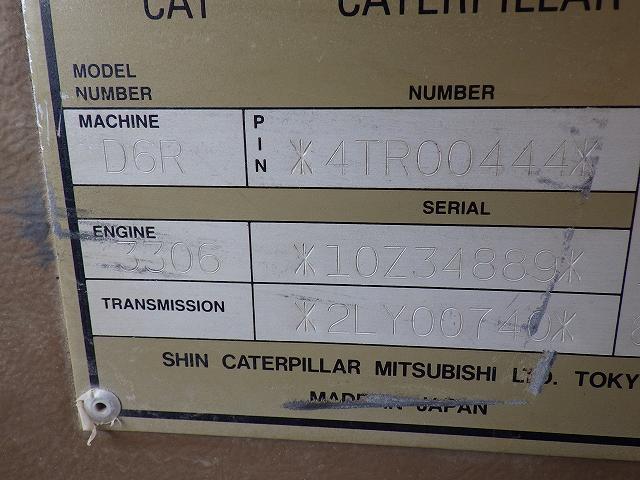 CAT CATERPILLAR
MODEL
NUMBER NUMBER
MACHINE PIN
D6R *4TR00444*
SERIAL
ENGINE
3306 *10Z34889*
TRANSMISSION *2LY00740*
SHIN CATERPILLAR MITSUBISHI LTD. TOKY
MADE IN JAPAN